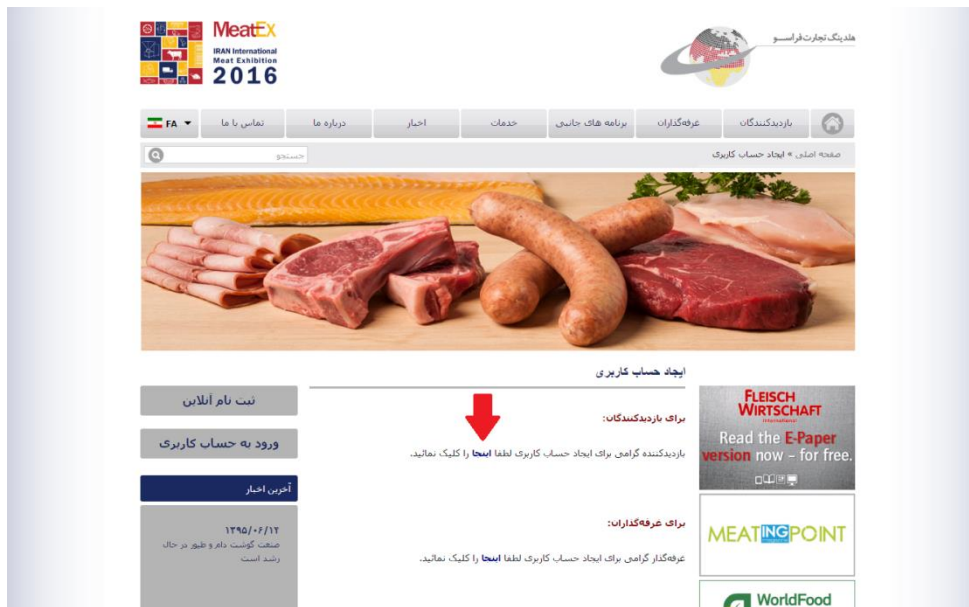 MeatEx
IRAN International
Meat Exhibition
2016
هلدینگ تجارت فراسو
بازدیدکنندگان
غرفه‌گذاران
برنامه های جانبی
خدمات
اخبار
درباره ما
تماس با ما
FA
صفحه اصلی » ایجاد حساب کاربری
جستجو
ایجاد حساب کاربری
برای بازدیدکنندگان:
بازدیدکننده گرامی برای ایجاد حساب کاربری لطفا اینجا را کلیک نمائید.
برای غرفه‌گذاران:
غرفه‌گذار گرامی برای ایجاد حساب کاربری لطفا اینجا را کلیک نمائید.
FLEISCH
WIRTSCHAFT
international
Read the E-Paper
version now – for free.
MEATINGPOINT
WorldFood
ثبت نام آنلاین
ورود به حساب کاربری
آخرین اخبار
۱۳۹۵/۰۶/۱۲
صنعت گوشت دام و طیور در حال
رشد است